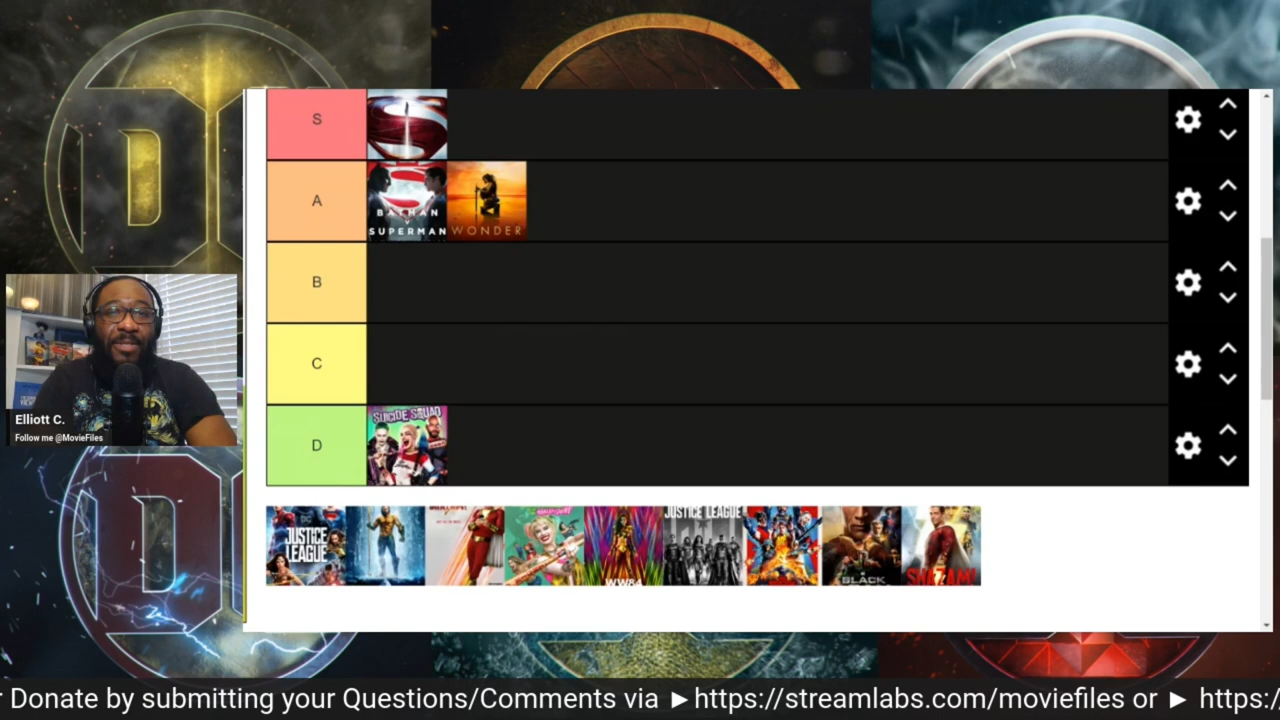 S
A
BATMAN
v
SUPERMAN
WONDER
B
C
D
SUICIDE SQUAD
Elliott C.
Follow me @MovieFiles
JUSTICE
LEAGUE
WW84
JUSTICE LEAGUE
BLACK
SHAZAM!
Donate by submitting your Questions/Comments via ►https://streamlabs.com/moviefiles or ► https:/